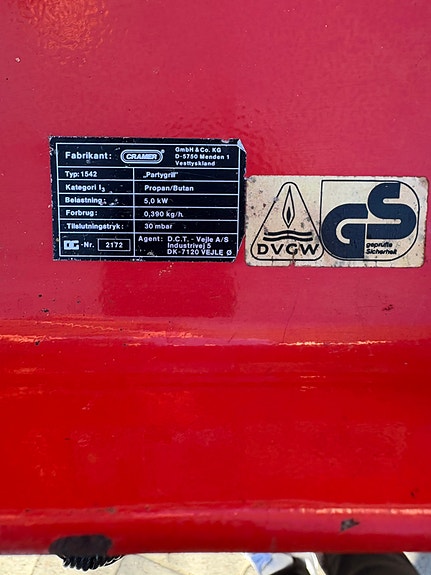 Fabrikant: CRAMER GmbH & Co. KG
D-5750 Menden 1
Vesttyskland
Typ: 1542 „Partygrill"
Kategori I3 Propan/Butan
Belastning: 5,0 kW
Forbrug: 0,390 kg/h
Tilslutningstryk: 30 mbar
DG-Nr. 2172 Agent: D.C.T. - Vejle A/S
Industrivej 5
DK-7120 VEJLE Ø
DVGW
GS
geprüfte
Sicherheit